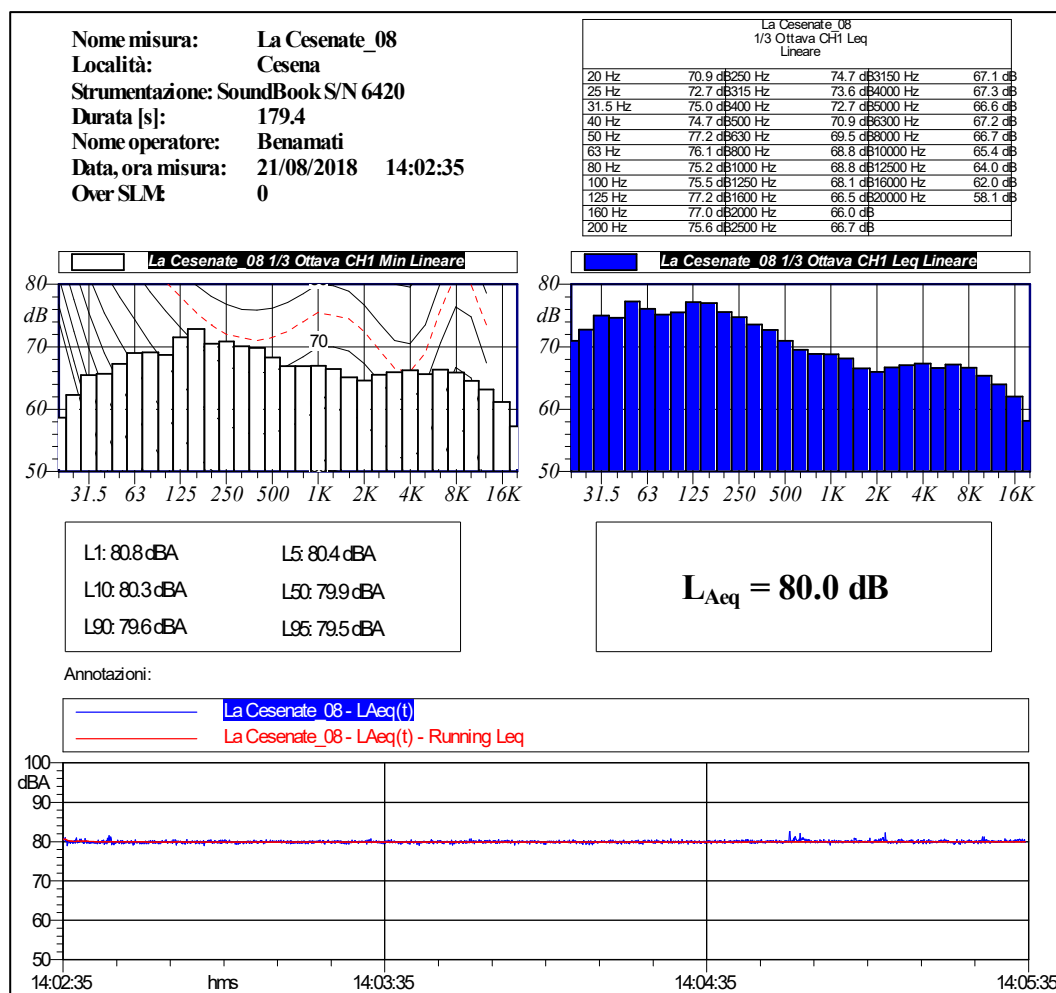 Nome misura: La Cesenate_08
Località: Cesena
Strumentazione: SoundBook S/N 6420
Durata [s]: 179.4
Nome operatore: Benamati
Data, ora misura: 21/08/2018 14:02:35
Over SLM: 0
La Cesenate_08
1/3 Ottava CH1 Leq
Lineare
20 Hz 70.9 dB 250 Hz 74.7 dB 3150 Hz 67.1 dB
25 Hz 72.7 dB 315 Hz 73.6 dB 4000 Hz 67.3 dB
31.5 Hz 75.0 dB 400 Hz 72.7 dB 5000 Hz 66.6 dB
40 Hz 74.7 dB 500 Hz 70.9 dB 6300 Hz 67.2 dB
50 Hz 77.2 dB 630 Hz 69.5 dB 8000 Hz 66.7 dB
63 Hz 76.1 dB 800 Hz 68.8 dB 10000 Hz 65.4 dB
80 Hz 75.2 dB 1000 Hz 68.8 dB 12500 Hz 64.0 dB
100 Hz 75.5 dB 1250 Hz 68.1 dB 16000 Hz 62.0 dB
125 Hz 77.2 dB 1600 Hz 66.5 dB 20000 Hz 58.1 dB
160 Hz 77.0 dB 2000 Hz 66.0 dB
200 Hz 75.6 dB 2500 Hz 66.7 dB
La Cesenate_08 1/3 Ottava CH1 Min Lineare
80
dB
70
60
50
70
31.5 63 125 250 500 1K 2K 4K 8K 16K
La Cesenate_08 1/3 Ottava CH1 Leq Lineare
80
dB
70
60
50
31.5 63 125 250 500 1K 2K 4K 8K 16K
L1: 80.8 dBA L5: 80.4 dBA
L10: 80.3 dBA L50: 79.9 dBA
L90: 79.6 dBA L95: 79.5 dBA
LAeq = 80.0 dB
Annotazioni:
La Cesenate_08 - LAeq(t)
La Cesenate_08 - LAeq(t) - Running Leq
100
dBA
90
80
70
60
50
14:02:35 hms 14:03:35 14:04:35 14:05:35